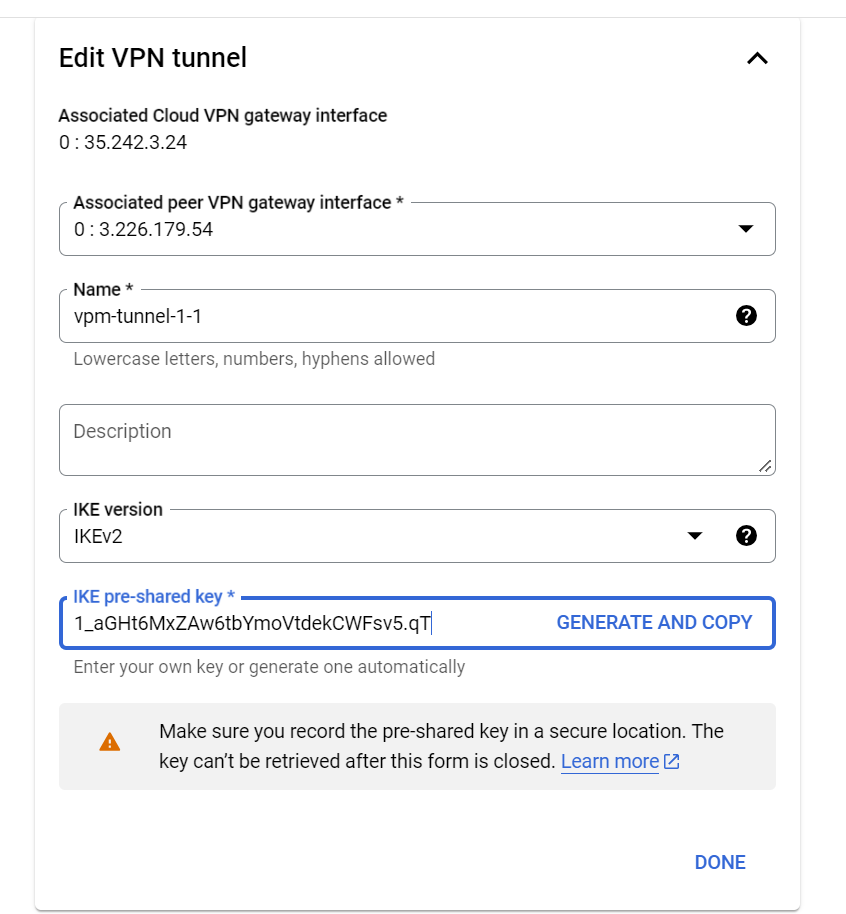 Edit VPN tunnel
Associated Cloud VPN gateway interface
0 : 35.242.3.24
Associated peer VPN gateway interface *
0 : 3.226.179.54
Name *
vpm-tunnel-1-1
Lowercase letters, numbers, hyphens allowed
Description
IKE version
IKEv2
IKE pre-shared key *
1_aGHt6MxZAw6tbYmoVtdekCWFsv5.qT GENERATE AND COPY
Enter your own key or generate one automatically
Make sure you record the pre-shared key in a secure location. The
key can’t be retrieved after this form is closed. Learn more
DONE